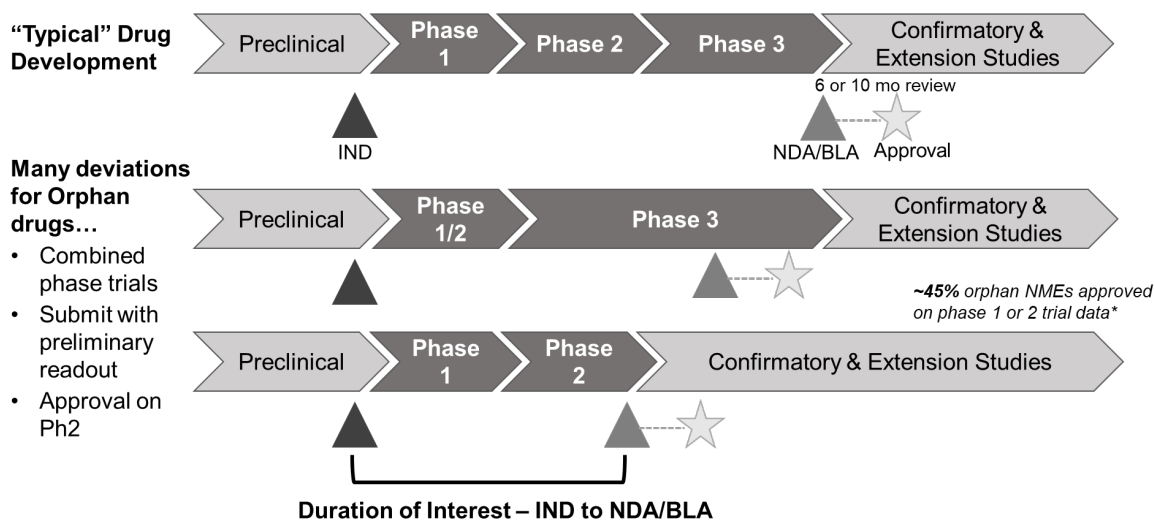 “Typical” Drug
Development
Preclinical
Phase
1
Phase 2
Phase 3
Confirmatory &
Extension Studies
6 or 10 mo review
IND
NDA/BLA
Approval
Many deviations
for Orphan
drugs…
• Combined
phase trials
• Submit with
preliminary
readout
• Approval on
Ph2
Preclinical
Phase
1/2
Phase 3
Confirmatory &
Extension Studies
~45% orphan NMEs approved
on phase 1 or 2 trial data*
Preclinical
Phase
1
Phase
2
Confirmatory & Extension Studies
Duration of Interest – IND to NDA/BLA